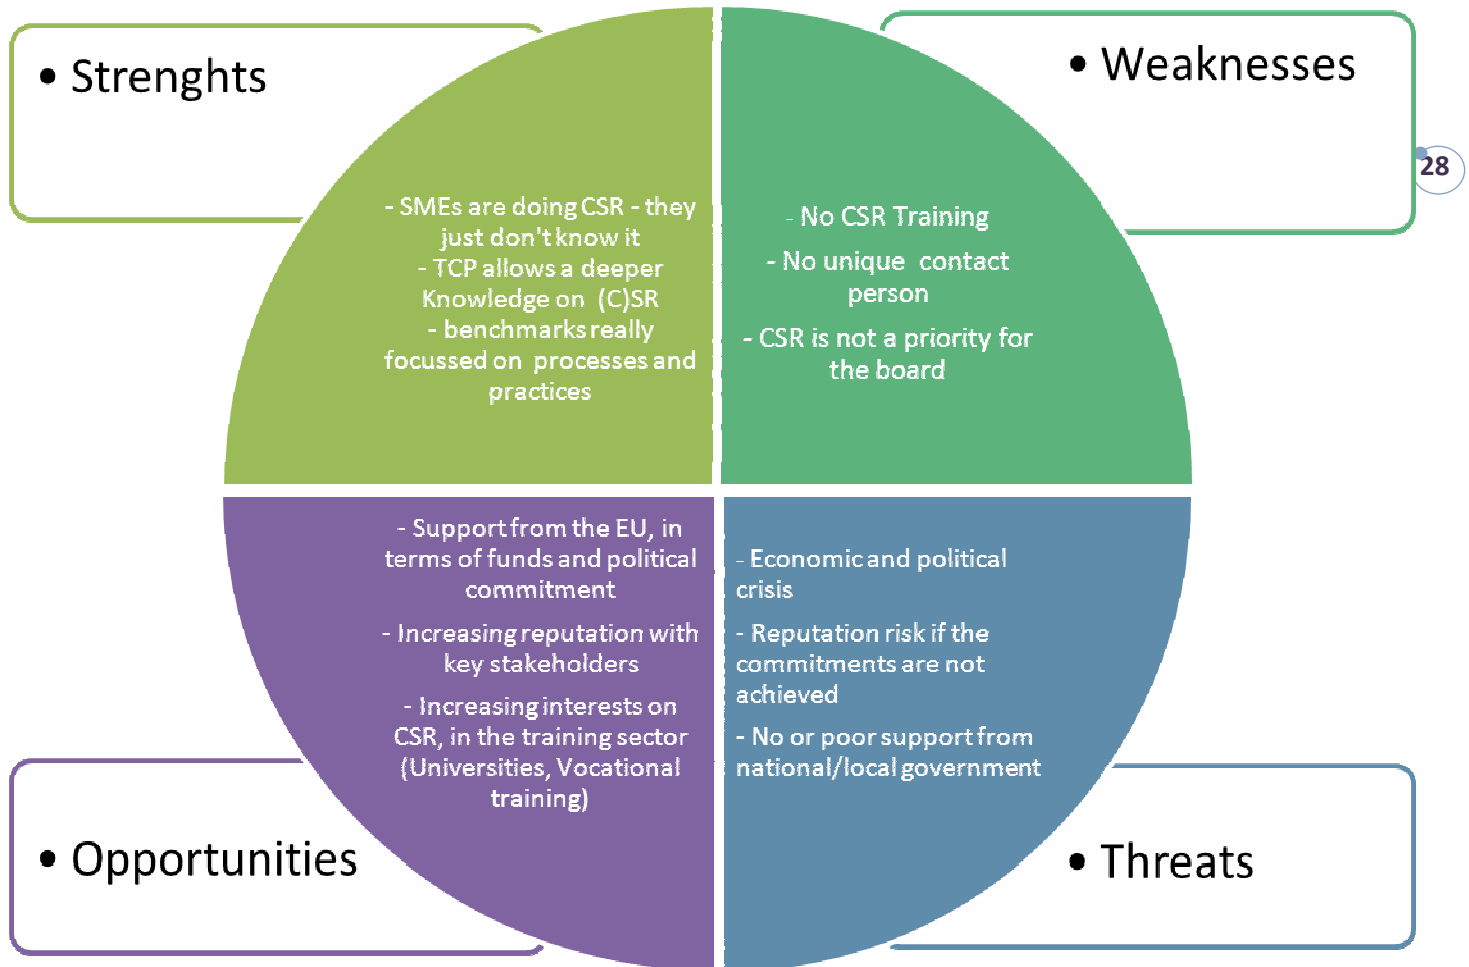 • Strenghts
- SMEs are doing CSR - they
just don't know it
- TCP allows a deeper
Knowledge on (C)SR
- benchmarks really
focussed on processes and
practices
• Weaknesses
28
- No CSR Training
- No unique contact
person
- CSR is not a priority for
the board
- Support from the EU, in
terms of funds and political
commitment
- Increasing reputation with
key stakeholders
- Increasing interests on
CSR, in the training sector
(Universities, Vocational
training)
• Opportunities
- Economic and political
crisis
- Reputation risk if the
commitments are not
achieved
- No or poor support from
national/local government
• Threats